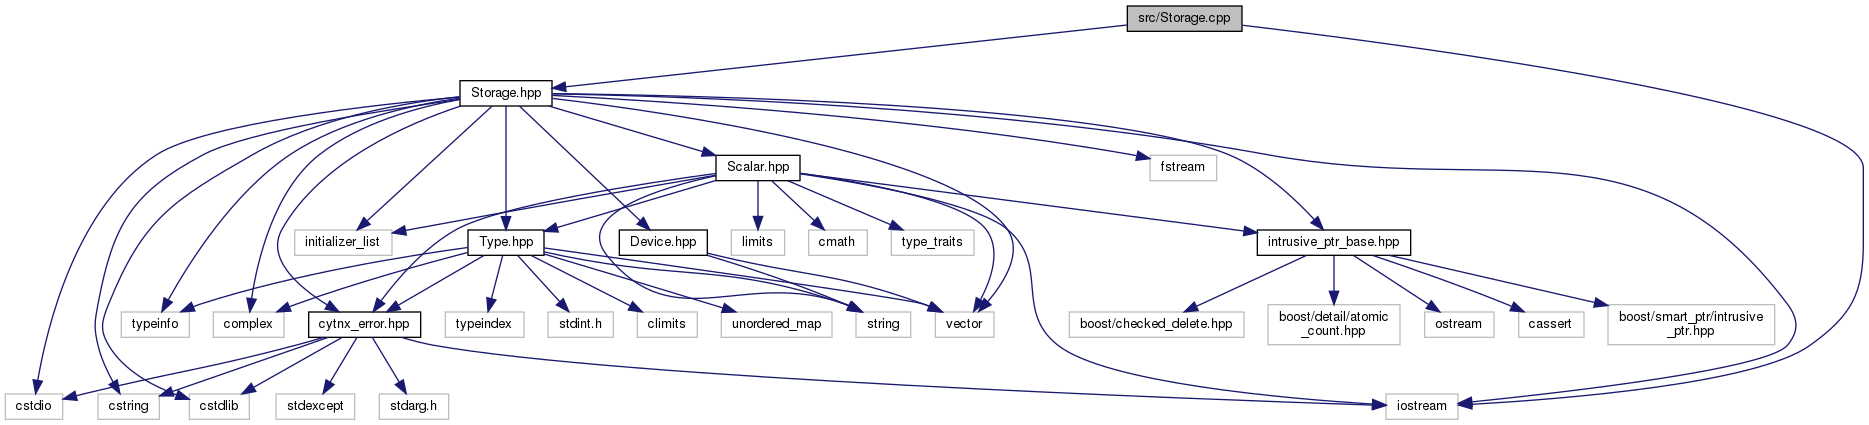 src/Storage.cpp
Storage.hpp
Scalar.hpp
fstream
initializer_list
Type.hpp
Device.hpp
limits
cmath
type_traits
intrusive_ptr_base.hpp
typeinfo
complex
cytnx_error.hpp
typeindex
stdint.h
climits
unordered_map
string
vector
boost/checked_delete.hpp
boost/detail/atomic
_count.hpp
ostream
cassert
boost/smart_ptr/intrusive
_ptr.hpp
cstdio
cstring
cstdlib
stdexcept
stdarg.h
iostream